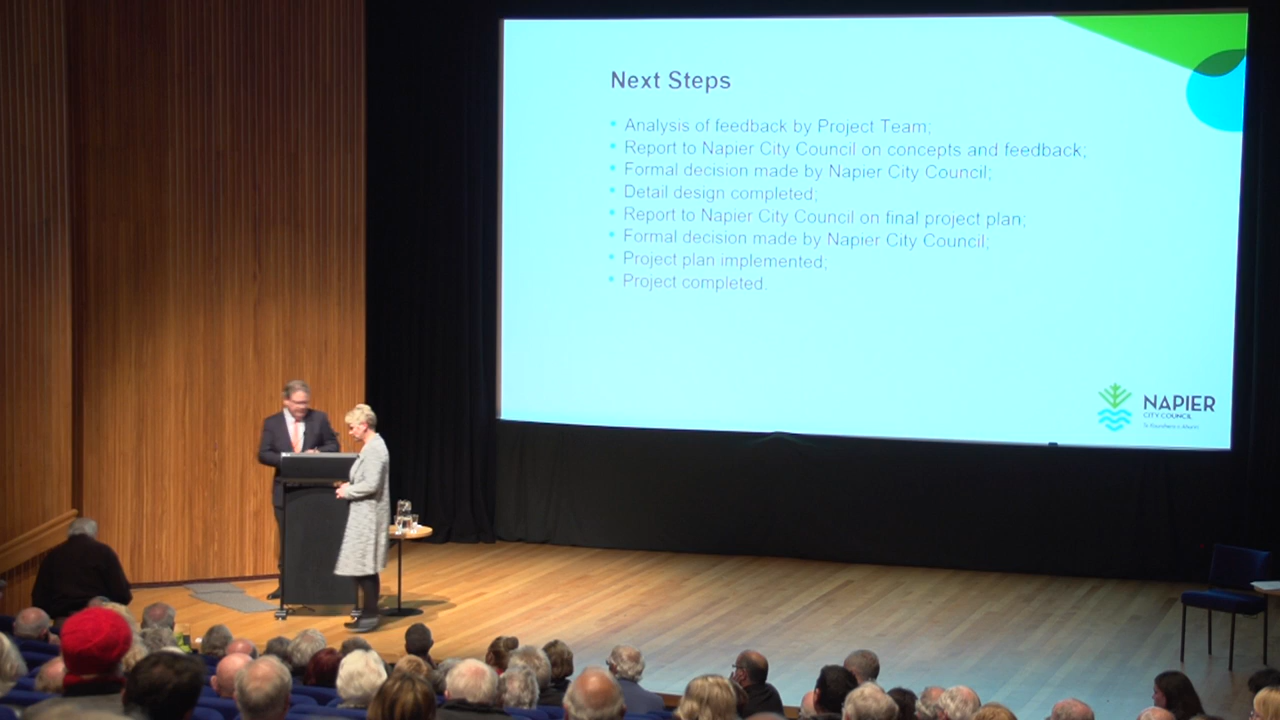 Next Steps
Analysis of feedback by Project Team;
Report to Napier City Council on concepts and feedback;
Formal decision made by Napier City Council;
Detail design completed;
Report to Napier City Council on final project plan;
Formal decision made by Napier City Council;
Project plan implemented;
Project completed.
NAPIER
CITY COUNCIL